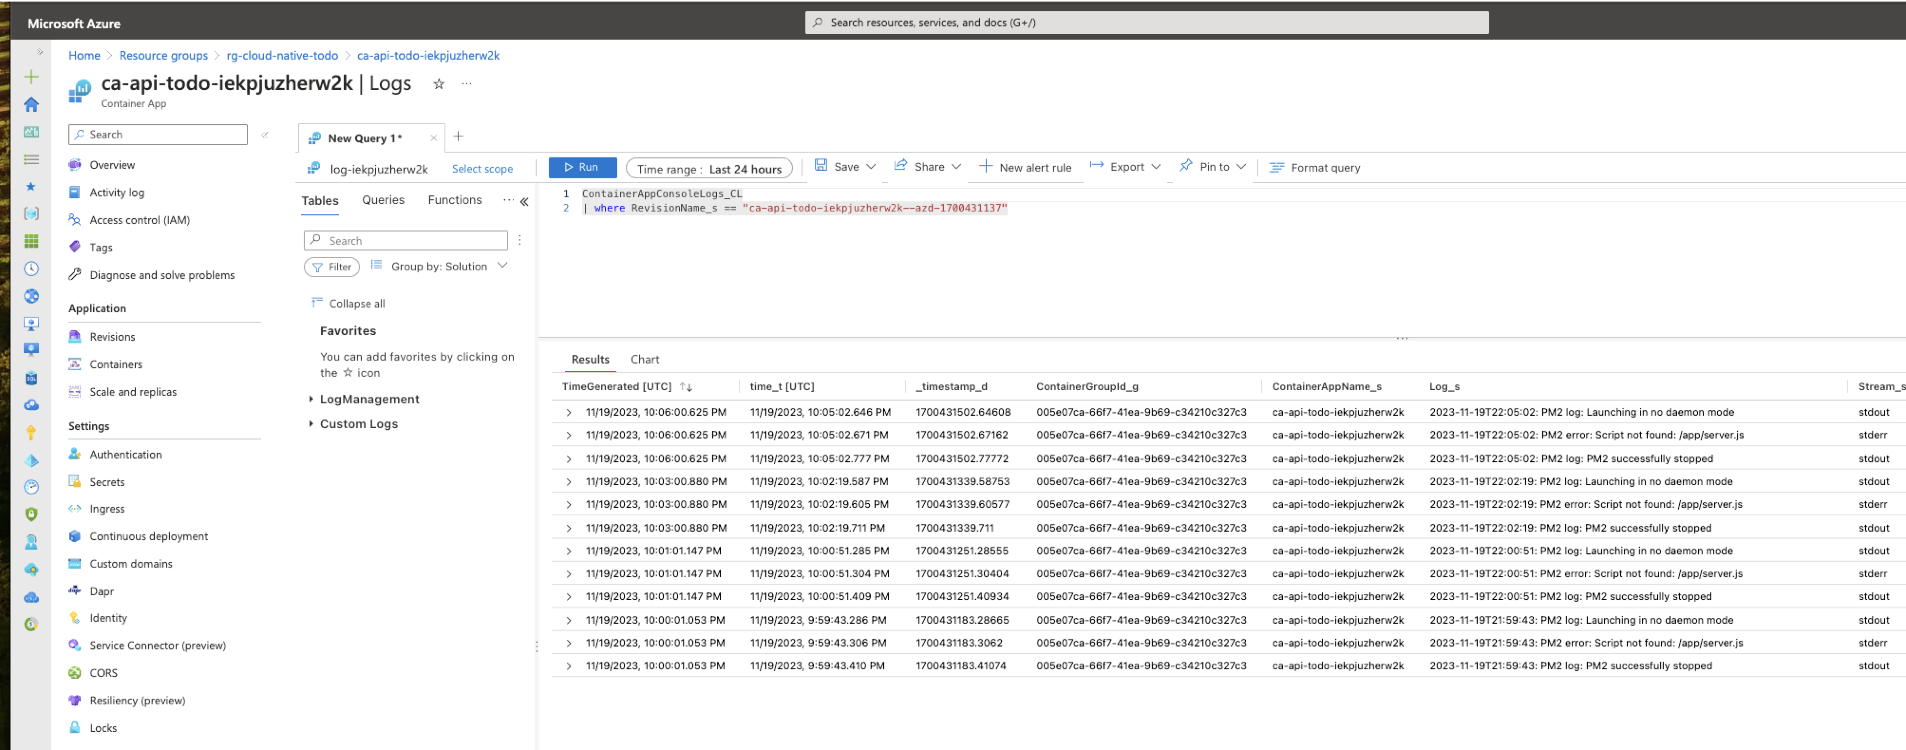 Microsoft Azure
Search resources, services, and docs (G+/)
Home > Resource groups > rg-cloud-native-todo > ca-api-todo-iekpjuzherw2k
ca-api-todo-iekpjuzherw2k | Logs
Container App
Search
Overview
Activity log
Access control (IAM)
Tags
Diagnose and solve problems
Application
Revisions
Containers
Scale and replicas
Settings
Authentication
Secrets
Ingress
Continuous deployment
Custom domains
Dapr
Identity
Service Connector (preview)
CORS
Resiliency (preview)
Locks
New Query 1*
log-iekpjuzherw2k Select scope
Run Time range : Last 24 hours Save Share New alert rule Export Pin to Format query
Tables Queries Functions
Search
Filter Group by: Solution
Collapse all
Favorites
You can add favorites by clicking on
the ☆ icon
LogManagement
Custom Logs
1 ContainerAppConsoleLogs_CL
2 | where RevisionName_s == "ca-api-todo-iekpjuzherw2k--azd-1700431137"
Results Chart
TimeGenerated [UTC] time_t [UTC] _timestamp_d ContainerGroupId_g ContainerAppName_s Log_s Stream_s
11/19/2023, 10:06:00.625 PM 11/19/2023, 10:05:02.646 PM 1700431502.64608 005e07ca-66f7-41ea-9b69-c34210c327c3 ca-api-todo-iekpjuzherw2k 2023-11-19T22:05:02: PM2 log: Launching in no daemon mode stdout
11/19/2023, 10:06:00.625 PM 11/19/2023, 10:05:02.671 PM 1700431502.67162 005e07ca-66f7-41ea-9b69-c34210c327c3 ca-api-todo-iekpjuzherw2k 2023-11-19T22:05:02: PM2 error: Script not found: /app/server.js stderr
11/19/2023, 10:06:00.625 PM 11/19/2023, 10:05:02.777 PM 1700431502.77772 005e07ca-66f7-41ea-9b69-c34210c327c3 ca-api-todo-iekpjuzherw2k 2023-11-19T22:05:02: PM2 log: PM2 successfully stopped stdout
11/19/2023, 10:03:00.880 PM 11/19/2023, 10:02:19.587 PM 1700431339.58753 005e07ca-66f7-41ea-9b69-c34210c327c3 ca-api-todo-iekpjuzherw2k 2023-11-19T22:02:19: PM2 log: Launching in no daemon mode stdout
11/19/2023, 10:03:00.880 PM 11/19/2023, 10:02:19.605 PM 1700431339.60577 005e07ca-66f7-41ea-9b69-c34210c327c3 ca-api-todo-iekpjuzherw2k 2023-11-19T22:02:19: PM2 error: Script not found: /app/server.js stderr
11/19/2023, 10:03:00.880 PM 11/19/2023, 10:02:19.711 PM 1700431339.711 005e07ca-66f7-41ea-9b69-c34210c327c3 ca-api-todo-iekpjuzherw2k 2023-11-19T22:02:19: PM2 log: PM2 successfully stopped stdout
11/19/2023, 10:01:01.147 PM 11/19/2023, 10:00:51.285 PM 1700431251.28555 005e07ca-66f7-41ea-9b69-c34210c327c3 ca-api-todo-iekpjuzherw2k 2023-11-19T22:00:51: PM2 log: Launching in no daemon mode stdout
11/19/2023, 10:01:01.147 PM 11/19/2023, 10:00:51.304 PM 1700431251.30404 005e07ca-66f7-41ea-9b69-c34210c327c3 ca-api-todo-iekpjuzherw2k 2023-11-19T22:00:51: PM2 error: Script not found: /app/server.js stderr
11/19/2023, 10:01:01.147 PM 11/19/2023, 10:00:51.409 PM 1700431251.40934 005e07ca-66f7-41ea-9b69-c34210c327c3 ca-api-todo-iekpjuzherw2k 2023-11-19T22:00:51: PM2 log: PM2 successfully stopped stdout
11/19/2023, 10:00:01.053 PM 11/19/2023, 9:59:43.286 PM 1700431183.28665 005e07ca-66f7-41ea-9b69-c34210c327c3 ca-api-todo-iekpjuzherw2k 2023-11-19T21:59:43: PM2 log: Launching in no daemon mode stdout
11/19/2023, 10:00:01.053 PM 11/19/2023, 9:59:43.306 PM 1700431183.3062 005e07ca-66f7-41ea-9b69-c34210c327c3 ca-api-todo-iekpjuzherw2k 2023-11-19T21:59:43: PM2 error: Script not found: /app/server.js stderr
11/19/2023, 10:00:01.053 PM 11/19/2023, 9:59:43.410 PM 1700431183.41074 005e07ca-66f7-41ea-9b69-c34210c327c3 ca-api-todo-iekpjuzherw2k 2023-11-19T21:59:43: PM2 log: PM2 successfully stopped stdout